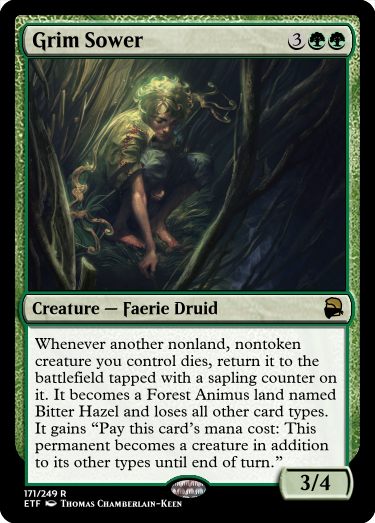 Grim Sower 3
Creature — Faerie Druid
Whenever another nonland, nontoken
creature you control dies, return it to the
battlefield tapped with a sapling counter on
it. It becomes a Forest Animus land named
Bitter Hazel and loses all other card types.
It gains “Pay this card's mana cost: This
permanent becomes a creature in addition
to its other types until end of turn.”
3/4
171/249 R
ETF Thomas Chamberlain-Keen